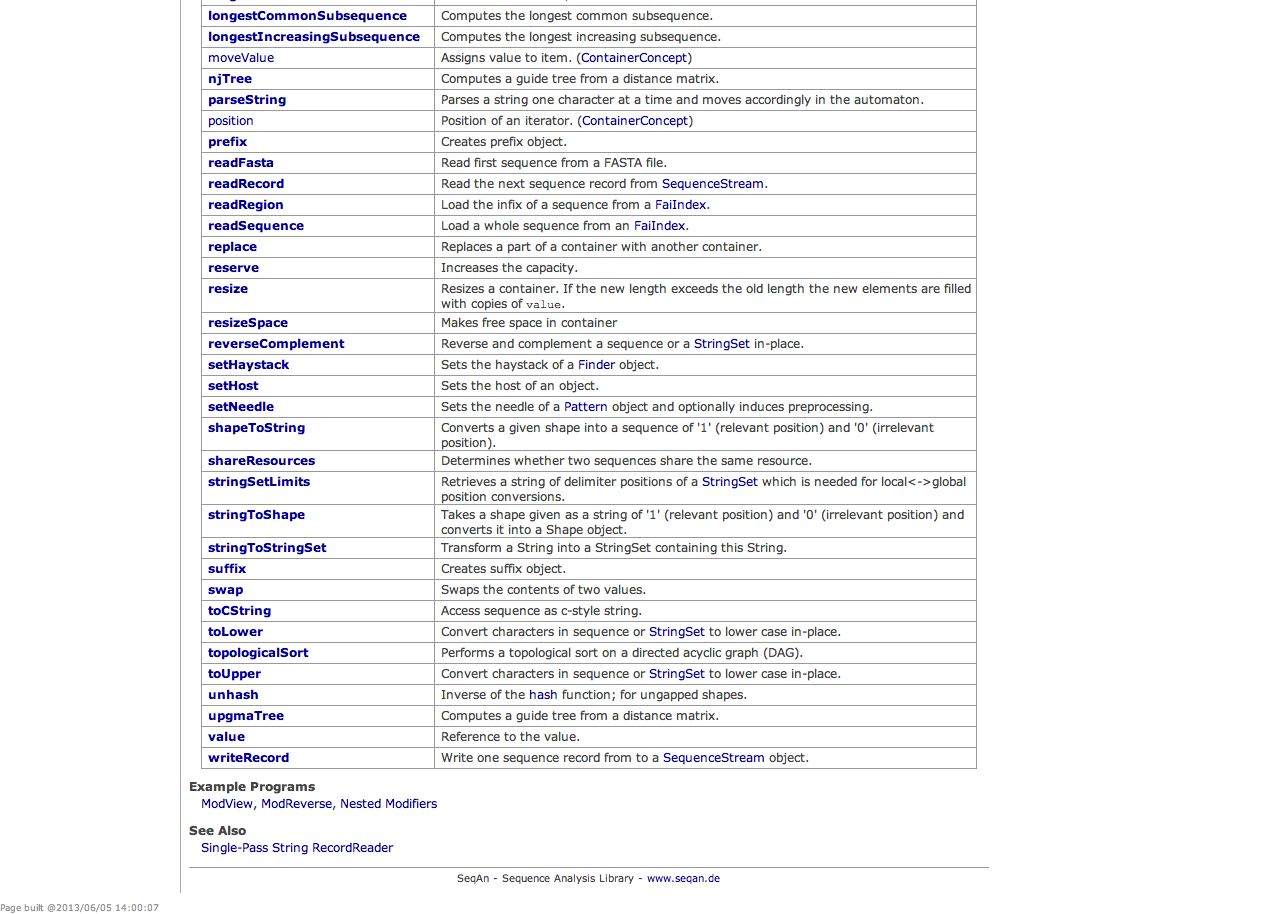 longestCommonSubsequence Computes the longest common subsequence.
longestIncreasingSubsequence Computes the longest increasing subsequence.
moveValue Assigns value to item. (ContainerConcept)
njTree Computes a guide tree from a distance matrix.
parseString Parses a string one character at a time and moves accordingly in the automaton.
position Position of an iterator. (ContainerConcept)
prefix Creates prefix object.
readFasta Read first sequence from a FASTA file.
readRecord Read the next sequence record from SequenceStream.
readRegion Load the infix of a sequence from a FaiIndex.
readSequence Load a whole sequence from an FaiIndex.
replace Replaces a part of a container with another container.
reserve Increases the capacity.
resize Resizes a container. If the new length exceeds the old length the new elements are filled
with copies of value.
resizeSpace Makes free space in container
reverseComplement Reverse and complement a sequence or a StringSet in-place.
setHaystack Sets the haystack of a Finder object.
setHost Sets the host of an object.
setNeedle Sets the needle of a Pattern object and optionally induces preprocessing.
shapeToString Converts a given shape into a sequence of '1' (relevant position) and '0' (irrelevant
position).
shareResources Determines whether two sequences share the same resource.
stringSetLimits Retrieves a string of delimiter positions of a StringSet which is needed for local<->global
position conversions.
stringToShape Takes a shape given as a string of '1' (relevant position) and '0' (irrelevant position) and
converts it into a Shape object.
stringToStringSet Transform a String into a StringSet containing this String.
suffix Creates suffix object.
swap Swaps the contents of two values.
toCString Access sequence as c-style string.
toLower Convert characters in sequence or StringSet to lower case in-place.
topologicalSort Performs a topological sort on a directed acyclic graph (DAG).
toUpper Convert characters in sequence or StringSet to lower case in-place.
unhash Inverse of the hash function; for ungapped shapes.
upgmaTree Computes a guide tree from a distance matrix.
value Reference to the value.
writeRecord Write one sequence record from to a SequenceStream object.
Example Programs
ModView, ModReverse, Nested Modifiers
See Also
Single-Pass String RecordReader
SeqAn - Sequence Analysis Library - www.seqan.de
Page built @2013/06/05 14:00:07